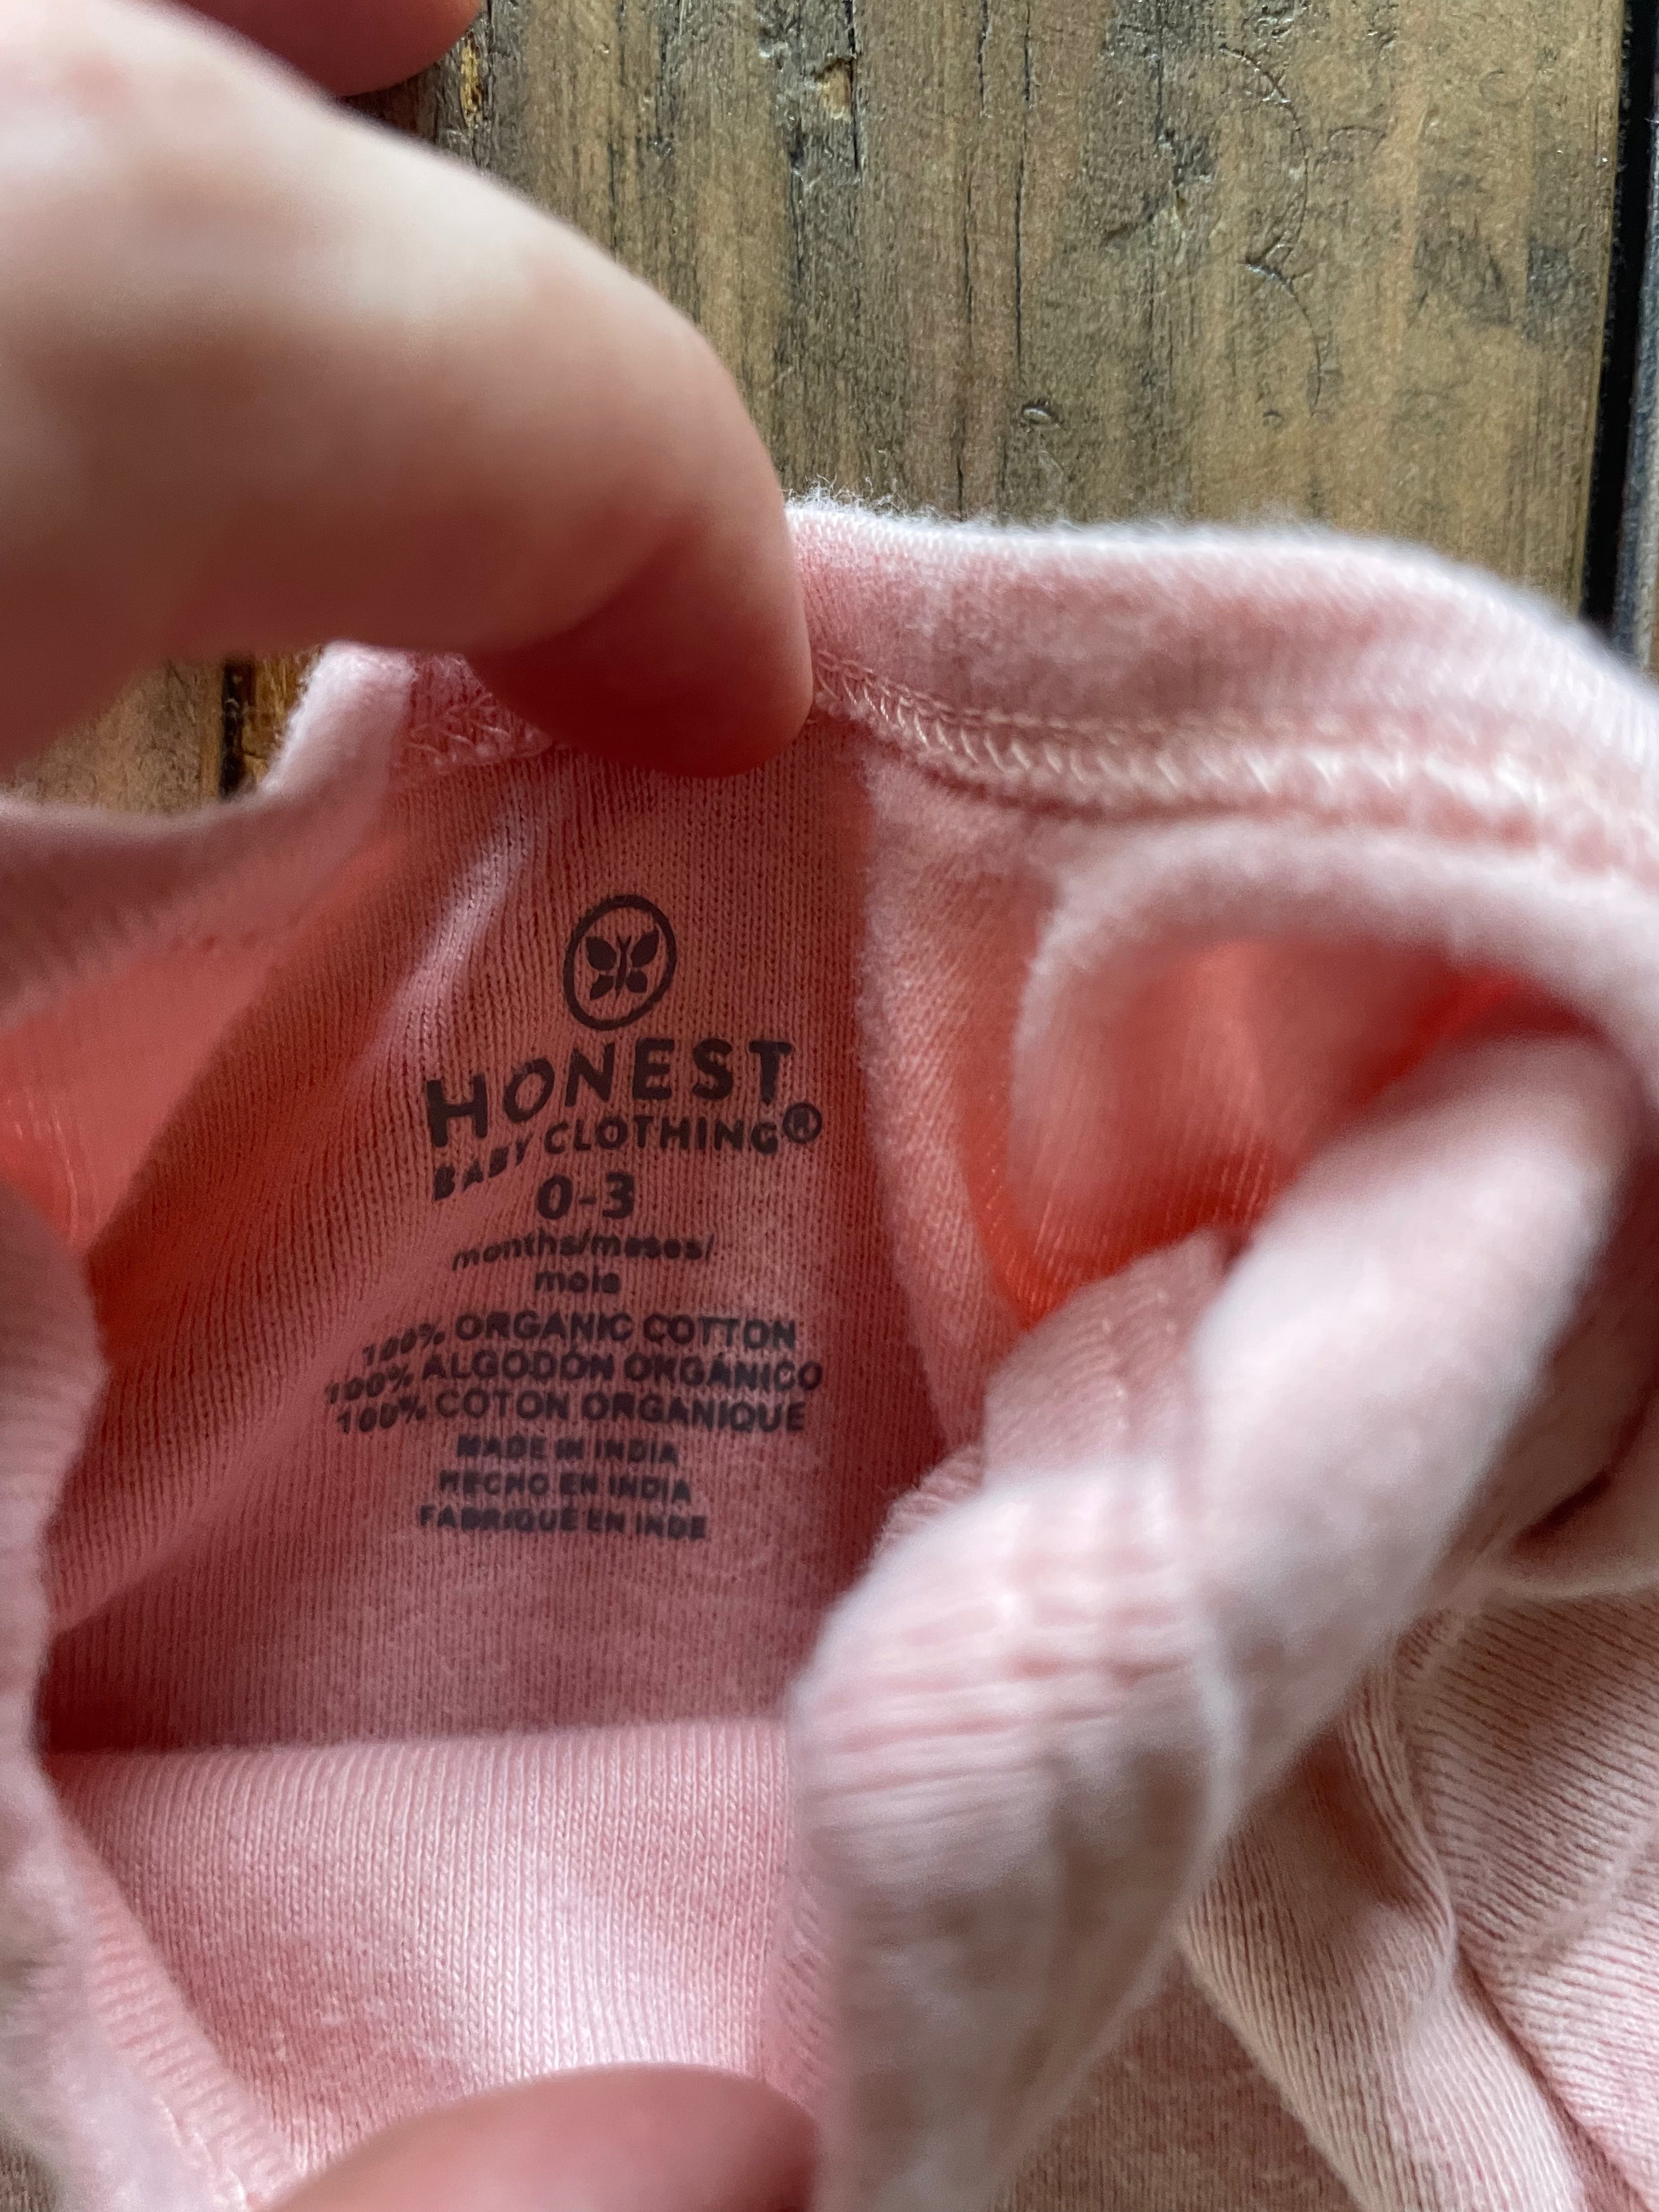 HONEST
BABY CLOTHING®
0-3
months/meses/
mois
100% ORGANIC COTTON
100% ALGODÓN ORGÁNICO
100% COTON ORGANIQUE
MADE IN INDIA
HECHO EN INDIA
FABRIQUE EN INDE